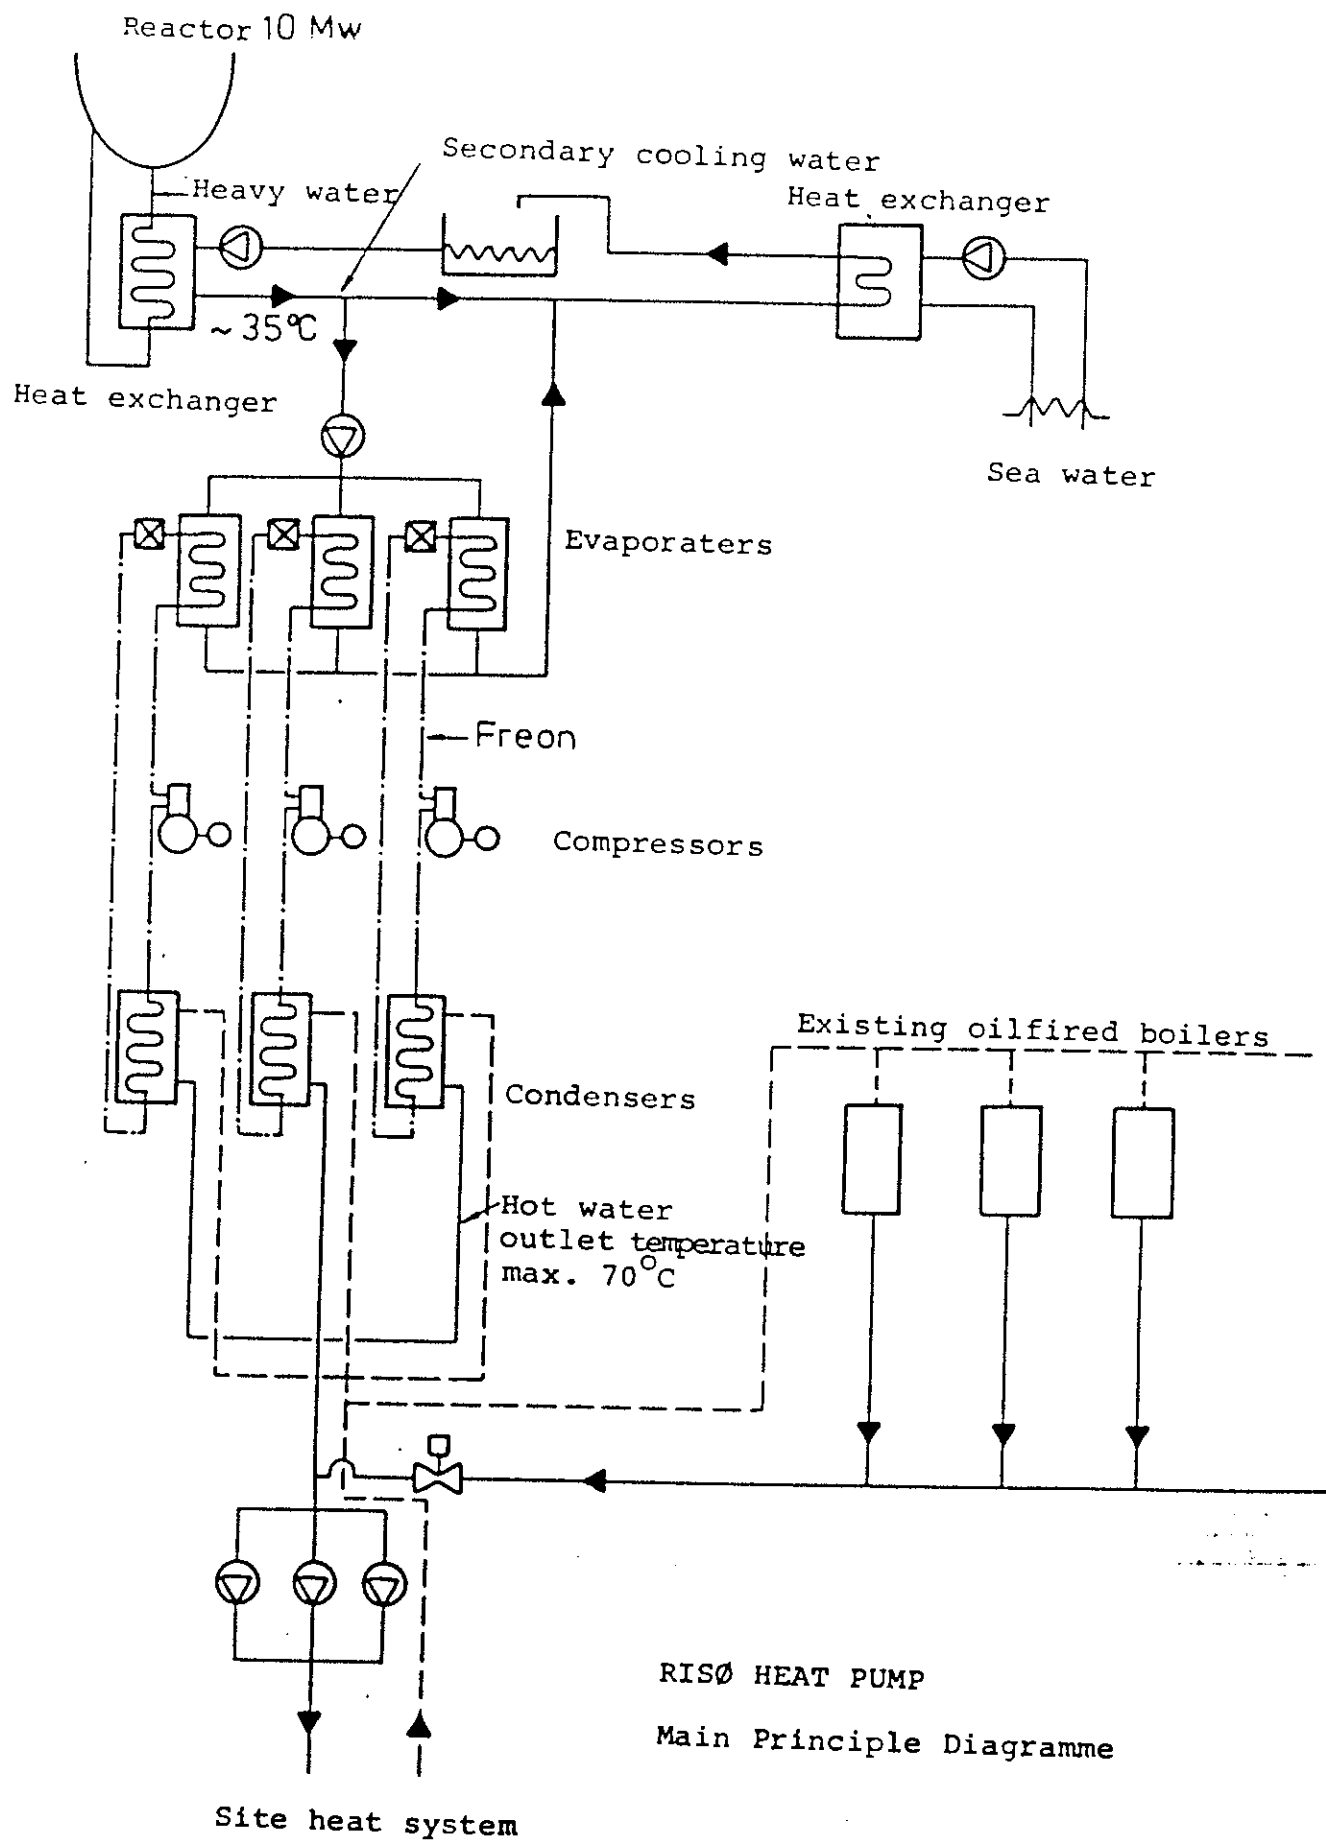 Reactor 10 Mw
Secondary cooling water
Heavy water
Heat exchanger
~ 35°C
Heat exchanger
Sea water
Evaporaters
Freon
Compressors
Existing oilfired boilers
Condensers
Hot water
outlet temperature
max. 70°C
RISØ HEAT PUMP
Main Principle Diagramme
Site heat system